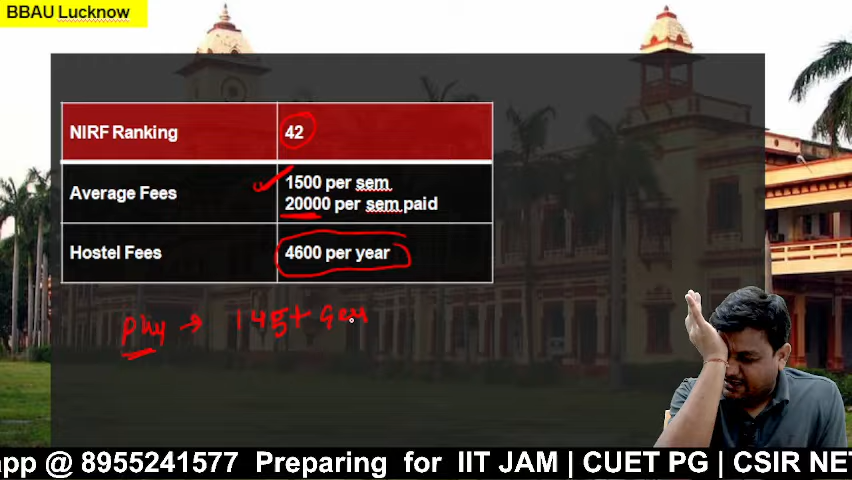 BBAU Lucknow
NIRF Ranking
42
Average Fees
1500 per sem
20000 per sem paid
Hostel Fees
4600 per year
Phy → 145+ Gen
app @ 8955241577 Preparing for IIT JAM | CUET PG | CSIR NE